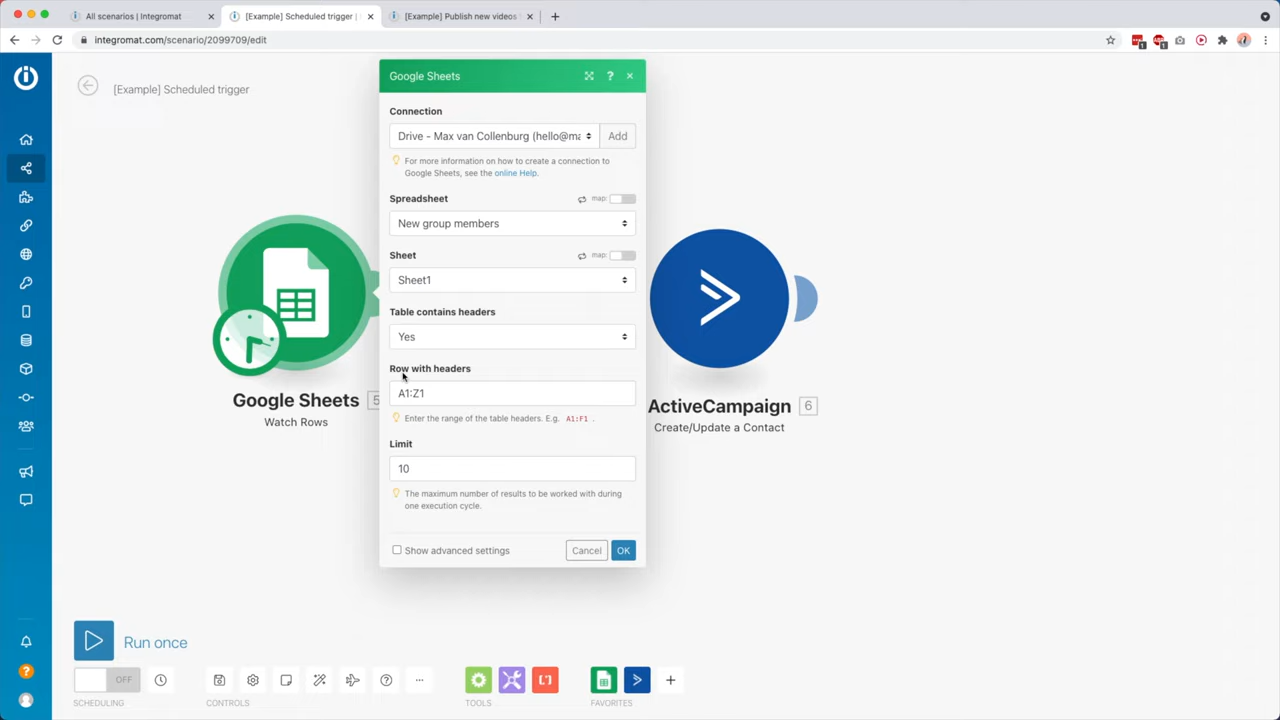 All scenarios | Integromat
[Example] Scheduled trigger |
[Example] Publish new videos
integromat.com/scenario/2099709/edit
1
1
[Example] Scheduled trigger
Google Sheets
?
Connection
Drive - Max van Collenburg (hello@ma
Add
For more information on how to create a connection to
Google Sheets, see the online Help.
Spreadsheet
map:
New group members
Sheet
map:
Sheet1
Table contains headers
Yes
Row with headers
A1:Z1
Enter the range of the table headers. E.g. A1:F1 .
Limit
10
The maximum number of results to be worked with during
one execution cycle.
Show advanced settings
Cancel
OK
Google Sheets
5
Watch Rows
ActiveCampaign
6
Create/Update a Contact
Run once
OFF
SCHEDULING
CONTROLS
TOOLS
FAVORITES